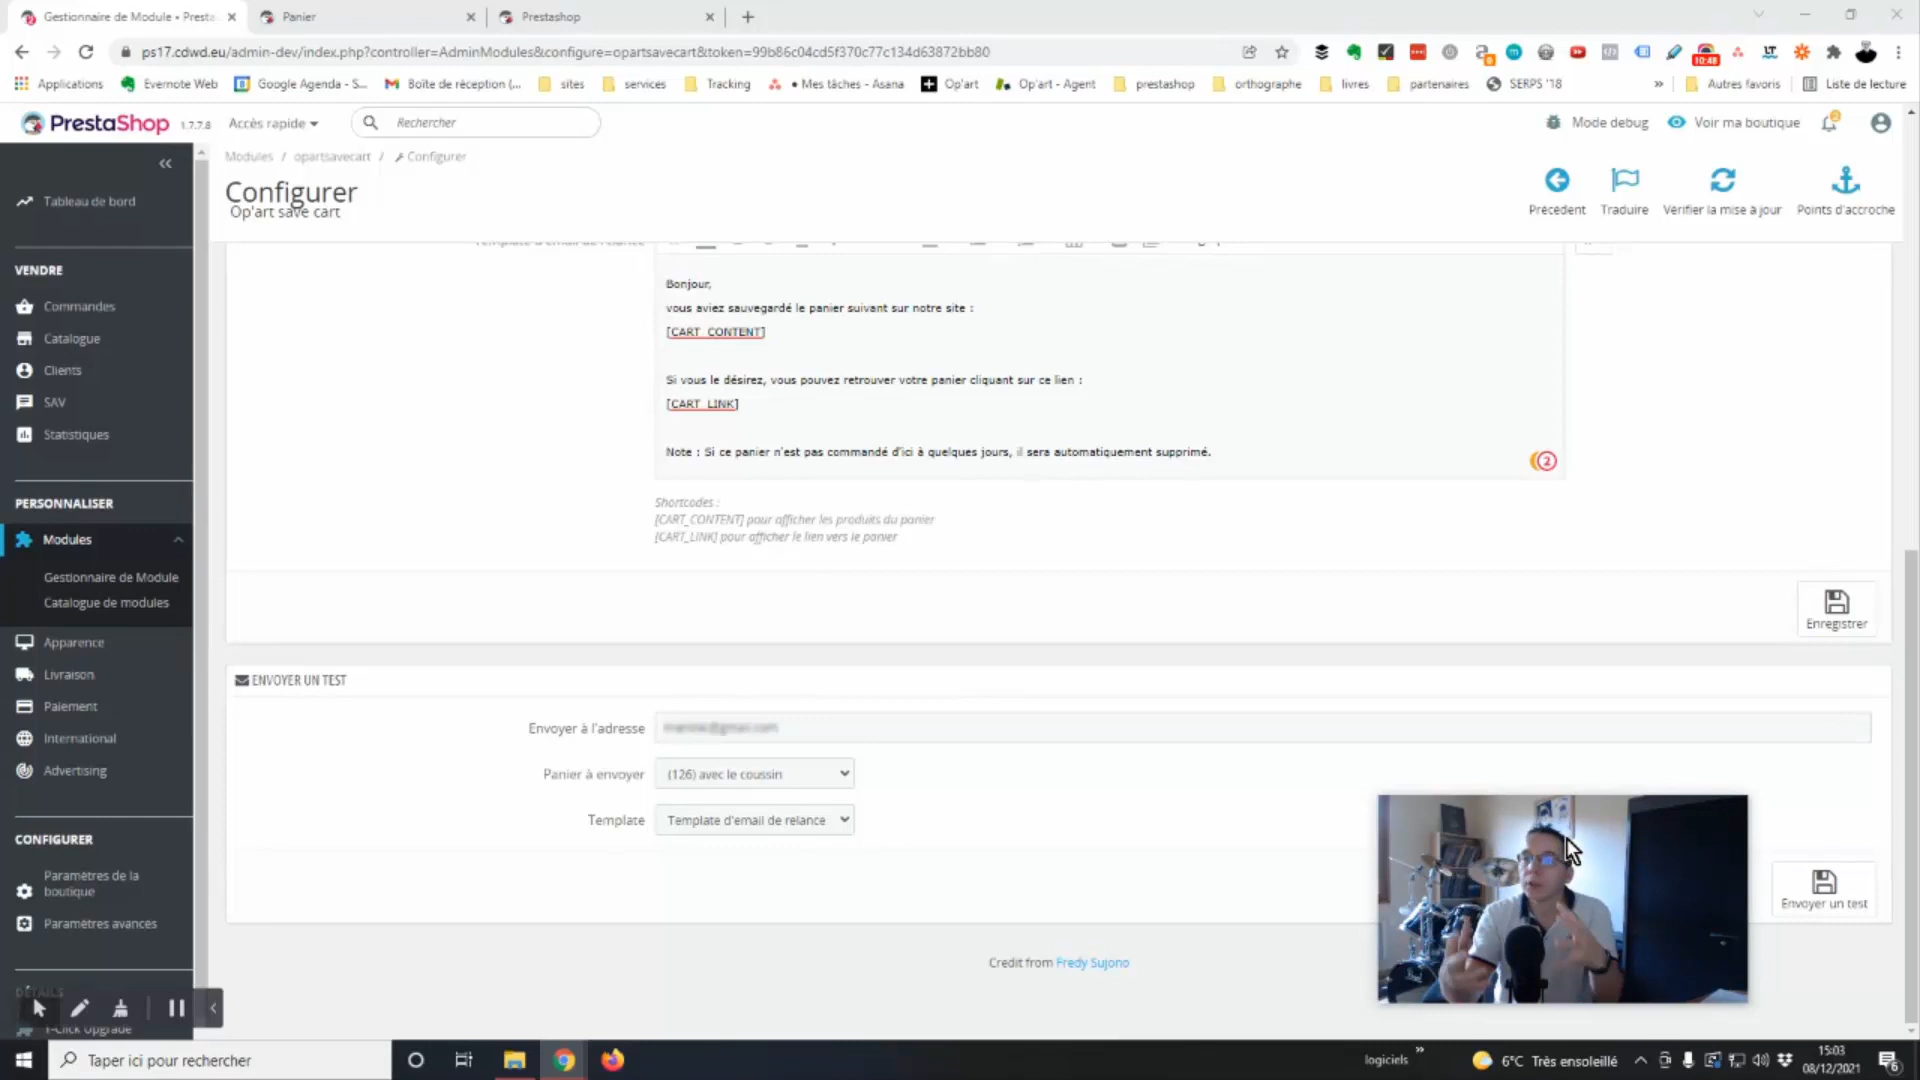 Gestionnaire de Module • Presta
Panier
Prestashop
ps17.cdwd.eu/admin-dev/index.php?controller=AdminModules&configure=opartsavecart&token=99b86c04cd5f370c77c134d63872bb80
10:48
Applications
Evernote Web
Google Agenda - S...
Boîte de réception (...
sites
services
Tracking
• Mes tâches - Asana
Op'art
Op'art - Agent
prestashop
orthographe
livres
partenaires
SERPS '18
»
Autres favoris
Liste de lecture
PrestaShop 1.7.7.8
Accès rapide
Rechercher
Mode debug
Voir ma boutique
Modules / opartsavecart / Configurer
Configurer
Op'art save cart
Précédent
Traduire
Vérifier la mise à jour
Points d'accroche
Tableau de bord
VENDRE
Commandes
Catalogue
Clients
SAV
Statistiques
PERSONNALISER
Modules
Gestionnaire de Module
Catalogue de modules
Apparence
Livraison
Paiement
International
Advertising
CONFIGURER
Paramètres de la
boutique
Paramètres avancés
1-Click Upgrade
Bonjour,
vous aviez sauvegardé le panier suivant sur notre site :
[CART_CONTENT]
Si vous le désirez, vous pouvez retrouver votre panier cliquant sur ce lien :
[CART_LINK]
Note : Si ce panier n'est pas commandé d'ici à quelques jours, il sera automatiquement supprimé.
2
Shortcodes :
[CART_CONTENT] pour afficher les produits du panier
[CART_LINK] pour afficher le lien vers le panier
Enregistrer
ENVOYER UN TEST
Envoyer à l'adresse
Panier à envoyer
(126) avec le coussin
Template
Template d'email de relance
Envoyer un test
Credit from Fredy Sujono
Taper ici pour rechercher
logiciels
»
6°C Très ensoleillé
15:03
08/12/2021
6